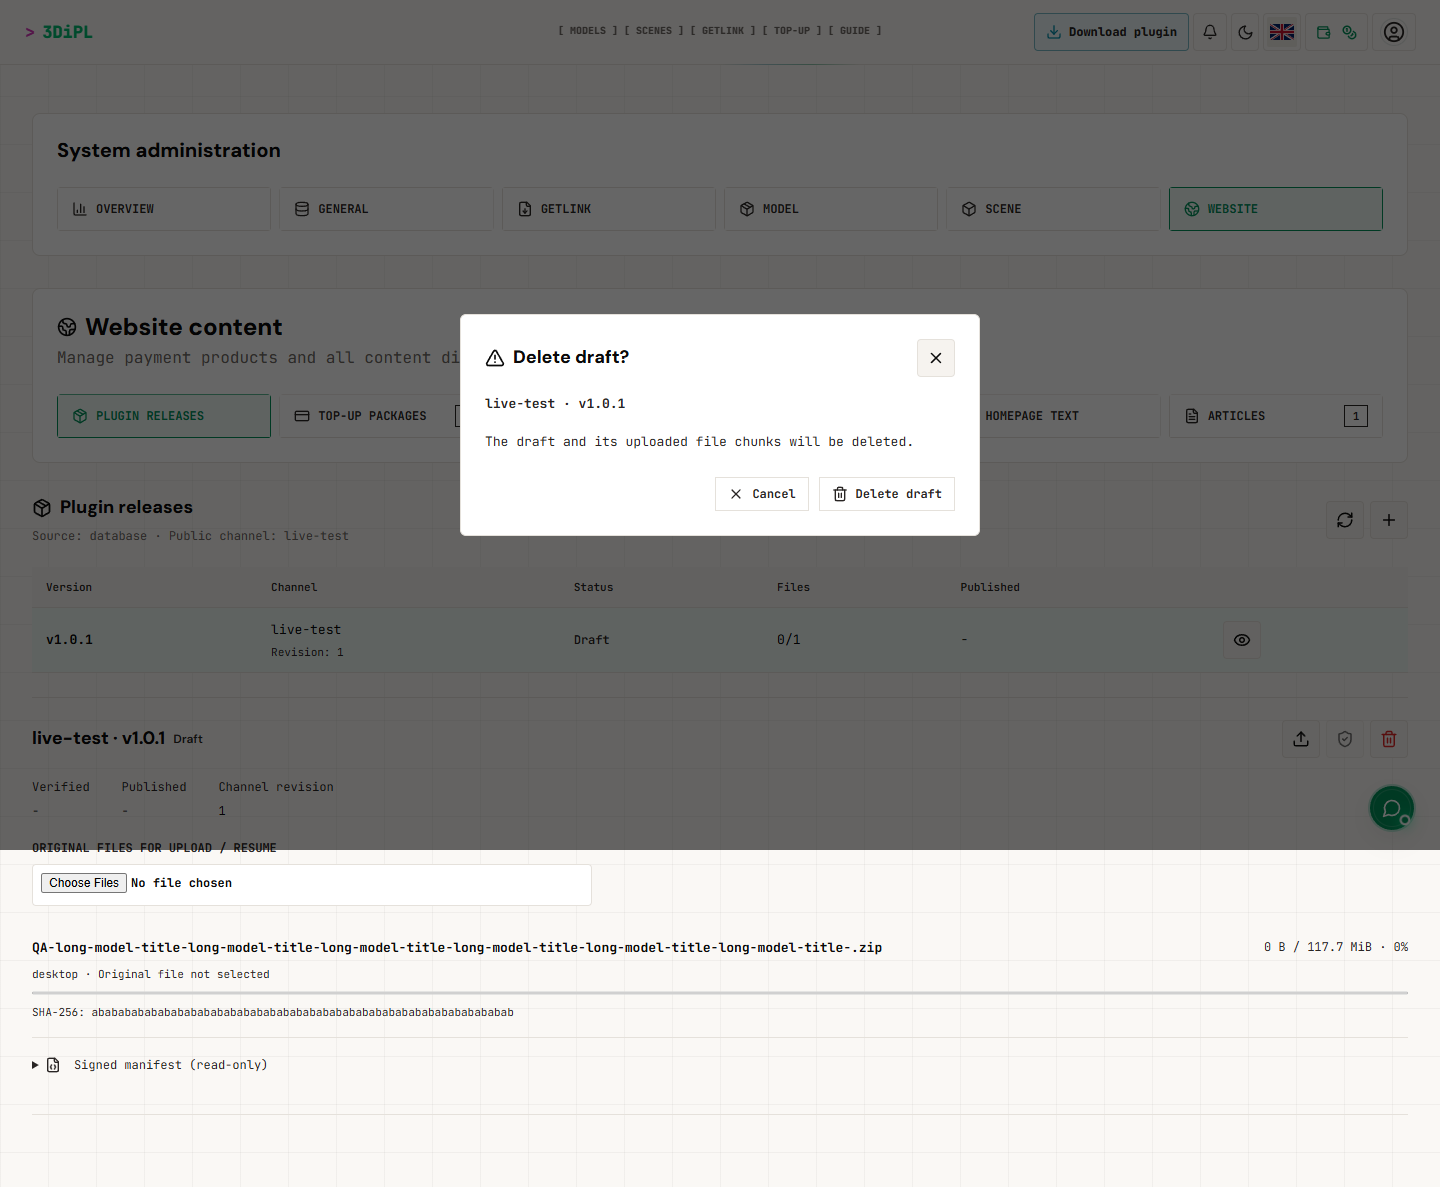 > 3DiPL
[ MODELS ] [ SCENES ] [ GETLINK ] [ TOP-UP ] [ GUIDE ]
Download plugin
System administration
OVERVIEW
GENERAL
GETLINK
MODEL
SCENE
WEBSITE
Website content
Manage payment products and all content di
PLUGIN RELEASES
TOP-UP PACKAGES
HOMEPAGE TEXT
ARTICLES
1
Delete draft?
live-test · v1.0.1
The draft and its uploaded file chunks will be deleted.
Cancel
Delete draft
Plugin releases
Source: database · Public channel: live-test
Version Channel Status Files Published
v1.0.1 live-test Draft 0/1 -
Revision: 1
live-test · v1.0.1 Draft
Verified Published Channel revision
- - 1
ORIGINAL FILES FOR UPLOAD / RESUME
Choose Files No file chosen
QA-long-model-title-long-model-title-long-model-title-long-model-title-long-model-title-long-model-title-.zip
0 B / 117.7 MiB · 0%
desktop · Original file not selected
SHA-256: abababababababababababababababababababababababababababababababab
Signed manifest (read-only)